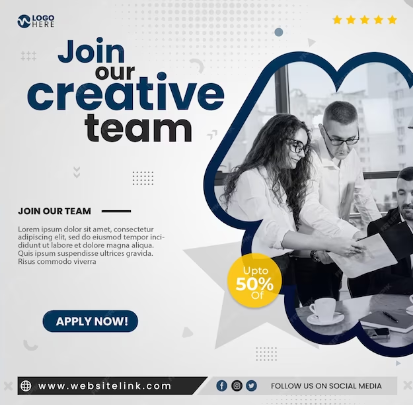 LOGO
HERE
Join
our
creative
team
JOIN OUR TEAM
Lorem ipsum dolor sit amet, consectetur
adipiscing elit, sed do eiusmod tempor inci-
didunt ut labore et dolore magna aliqua.
Quis ipsum suspendisse ultrices gravida.
Risus commodo viverra
Upto
50%
Of
APPLY NOW!
www.websitelink.com
FOLLOW US ON SOCIAL MEDIA